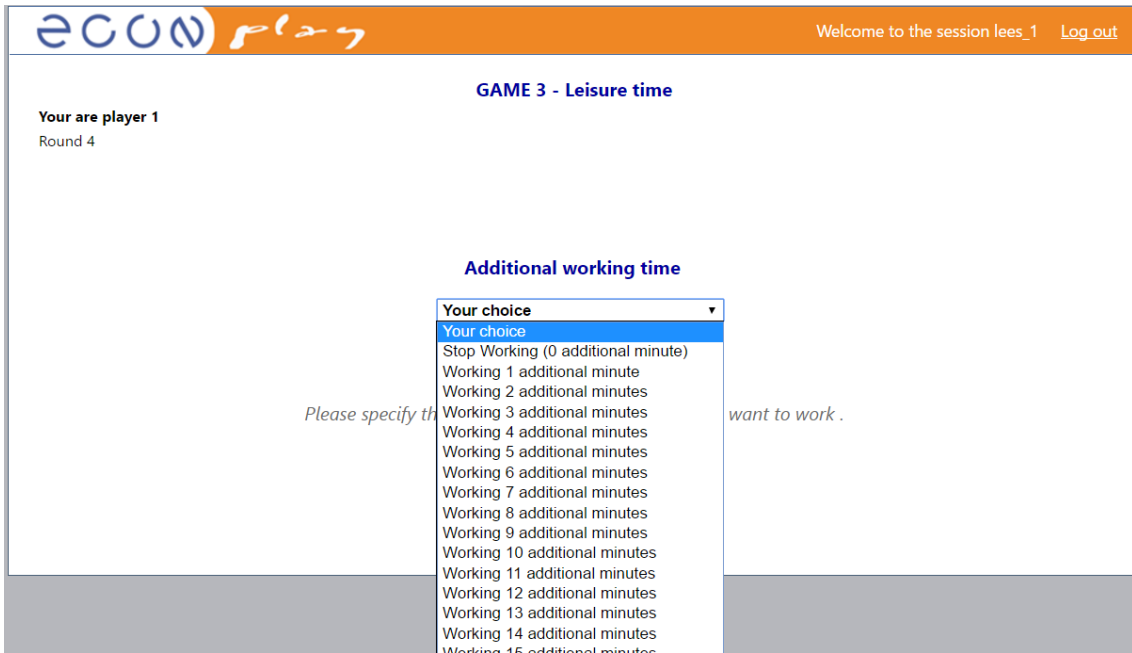 econ play
Welcome to the session lees_1 Log out
GAME 3 - Leisure time
Your are player 1
Round 4
Additional working time
Your choice
Your choice
Stop Working (0 additional minute)
Working 1 additional minute
Working 2 additional minutes
Please specify th want to work .
Working 3 additional minutes
Working 4 additional minutes
Working 5 additional minutes
Working 6 additional minutes
Working 7 additional minutes
Working 8 additional minutes
Working 9 additional minutes
Working 10 additional minutes
Working 11 additional minutes
Working 12 additional minutes
Working 13 additional minutes
Working 14 additional minutes
Working 15 additional minutes